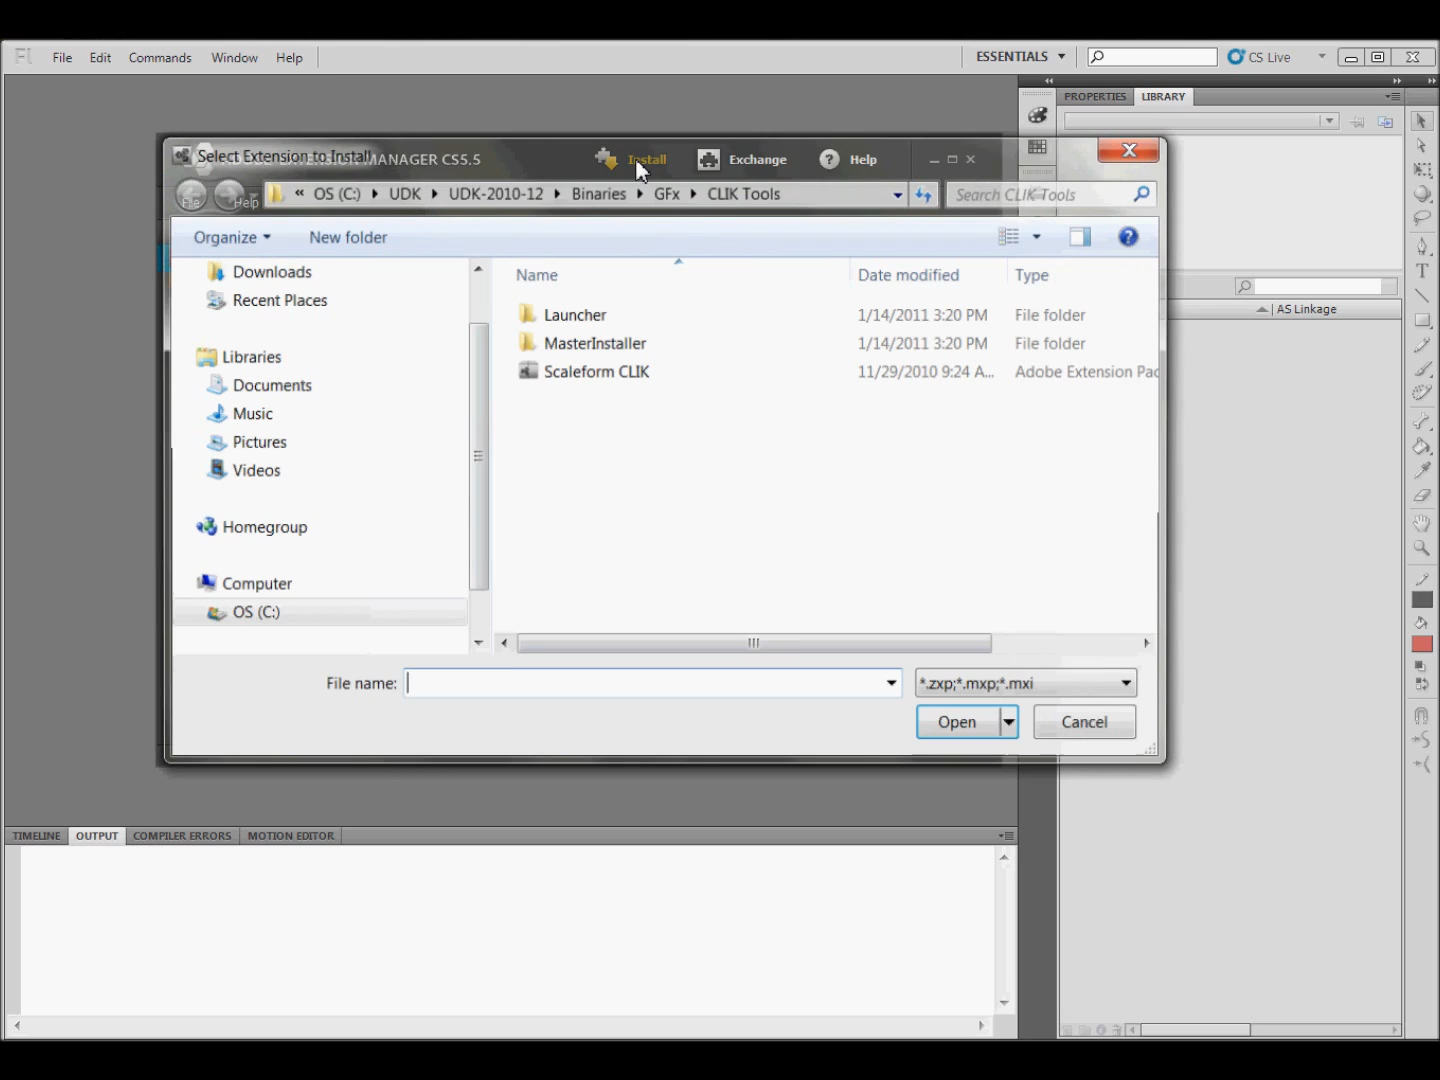 Fl File Edit Commands Window Help ESSENTIALS CS Live
PROPERTIES LIBRARY
Select Extension to Install MANAGER CS5.5 Install Exchange Help
File Help « OS (C:) UDK UDK-2010-12 Binaries GFx CLIK Tools Search CLIK Tools
Organize New folder
Name Date modified Type
Downloads
Recent Places
Launcher 1/14/2011 3:20 PM File folder
MasterInstaller 1/14/2011 3:20 PM File folder
Scaleform CLIK 11/29/2010 9:24 A... Adobe Extension Pac
Libraries
Documents
Music
Pictures
Videos
Homegroup
Computer
OS (C:)
AS Linkage
File name: *.zxp;*.mxp;*.mxi
Open Cancel
TIMELINE OUTPUT COMPILER ERRORS MOTION EDITOR